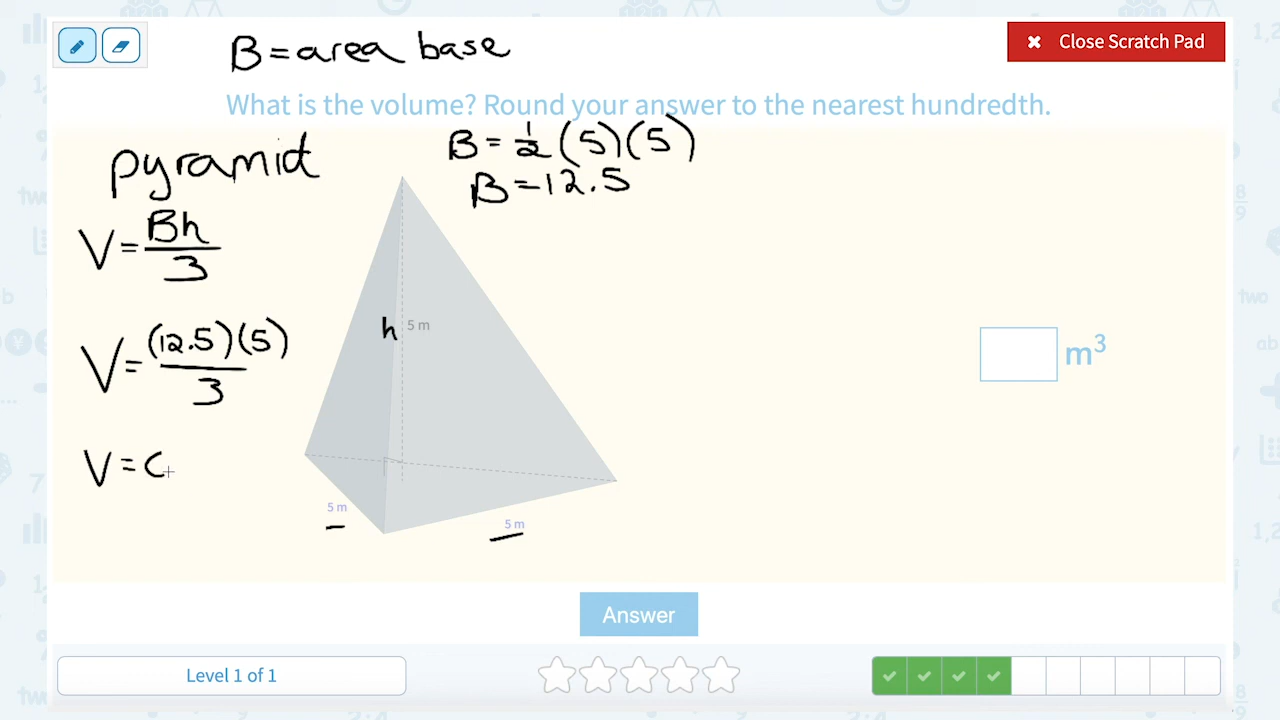 B = area base
✖ Close Scratch Pad
What is the volume? Round your answer to the nearest hundredth.
pyramid
B = 1/2 (5)(5)
B = 12.5
V = Bh/3
h
5 m
V = (12.5)(5)/3
m³
V =
5 m
5 m
Answer
Level 1 of 1